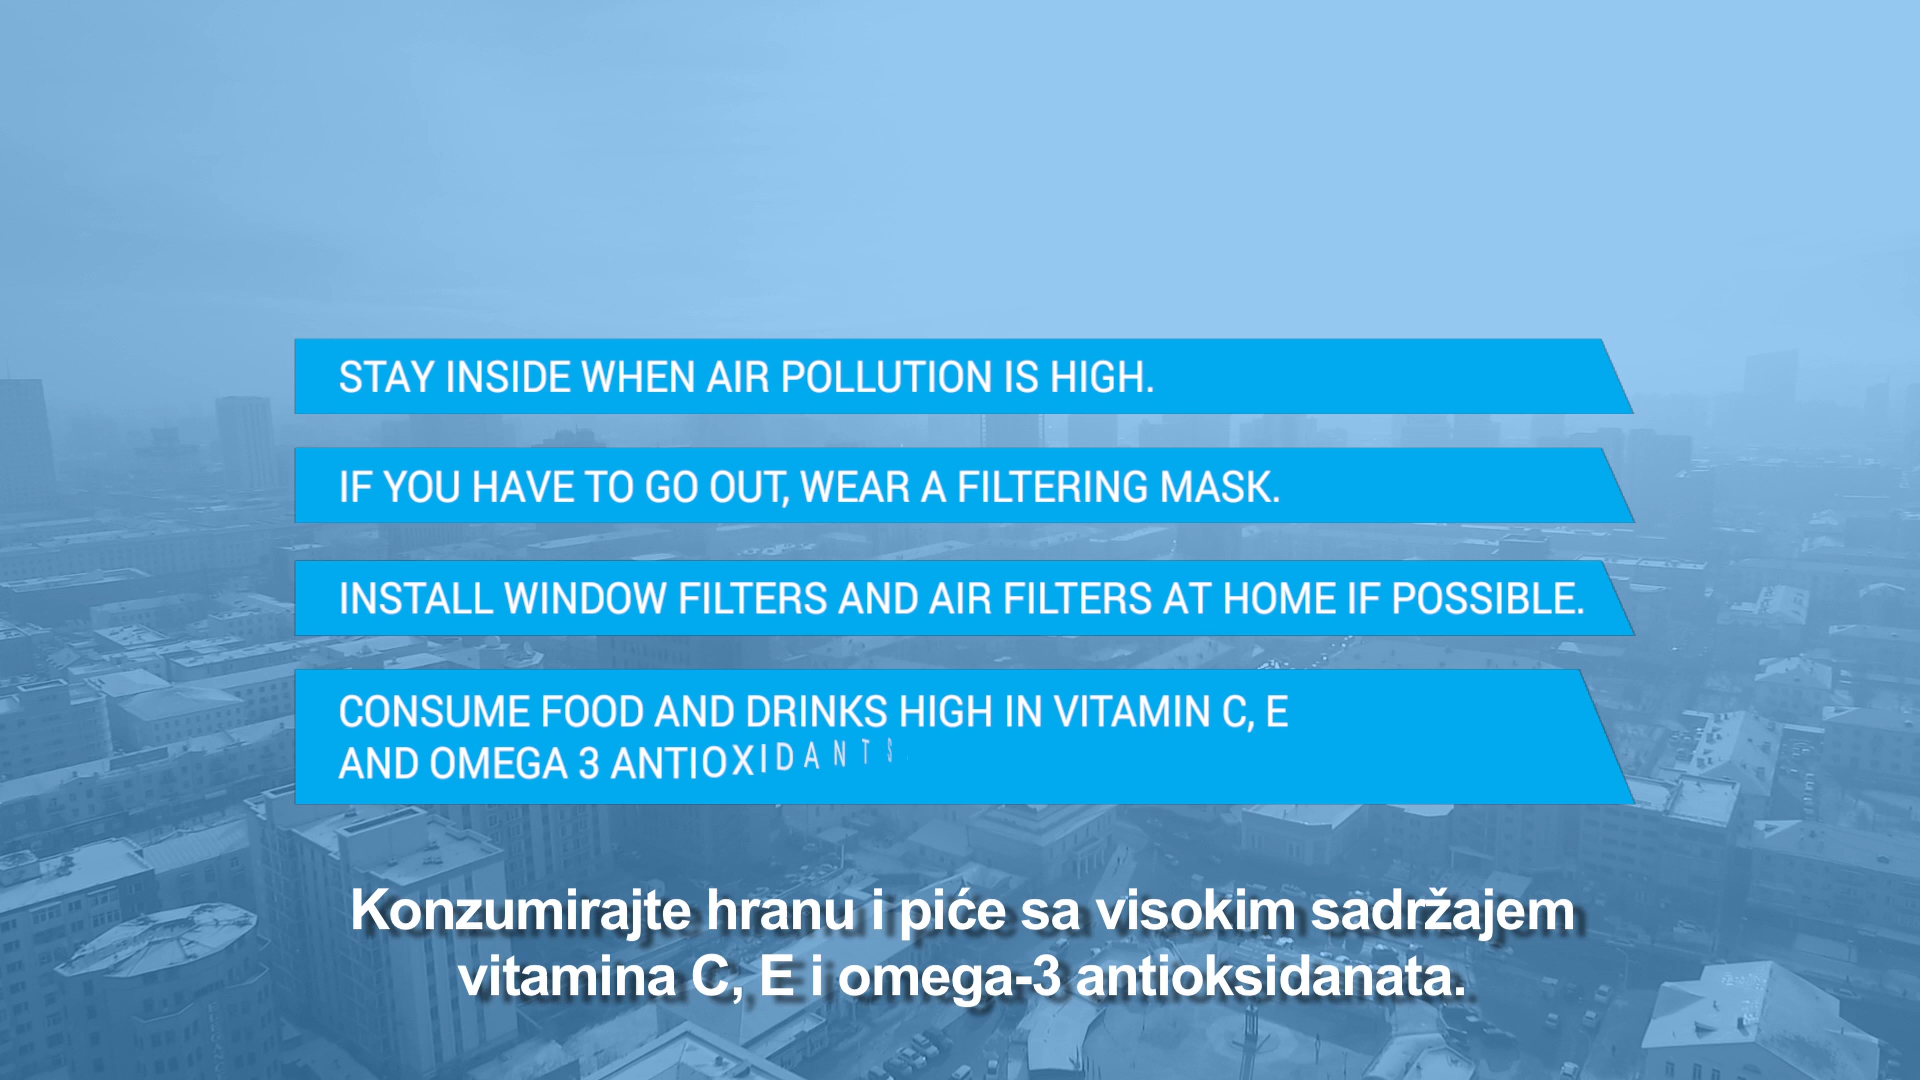 STAY INSIDE WHEN AIR POLLUTION IS HIGH.
IF YOU HAVE TO GO OUT, WEAR A FILTERING MASK.
INSTALL WINDOW FILTERS AND AIR FILTERS AT HOME IF POSSIBLE.
CONSUME FOOD AND DRINKS HIGH IN VITAMIN C, E
AND OMEGA 3 ANTIOXIDANTS
Konzumirajte hranu i piće sa visokim sadržajem
vitamina C, E i omega-3 antioksidanata.